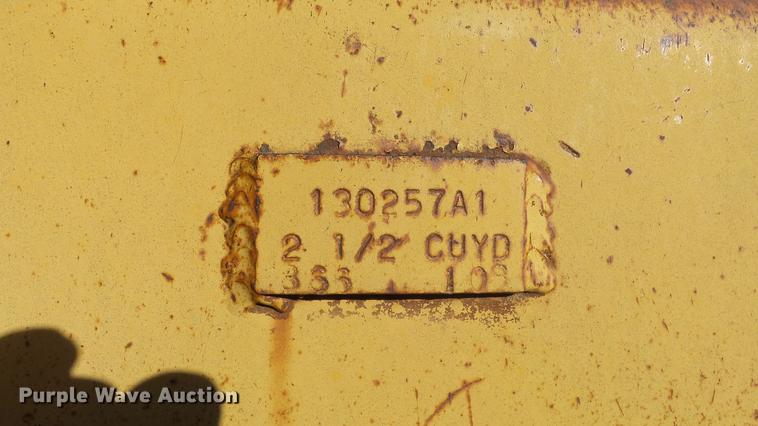 130257A1
2 1/2 CUYD
Purple Wave Auction